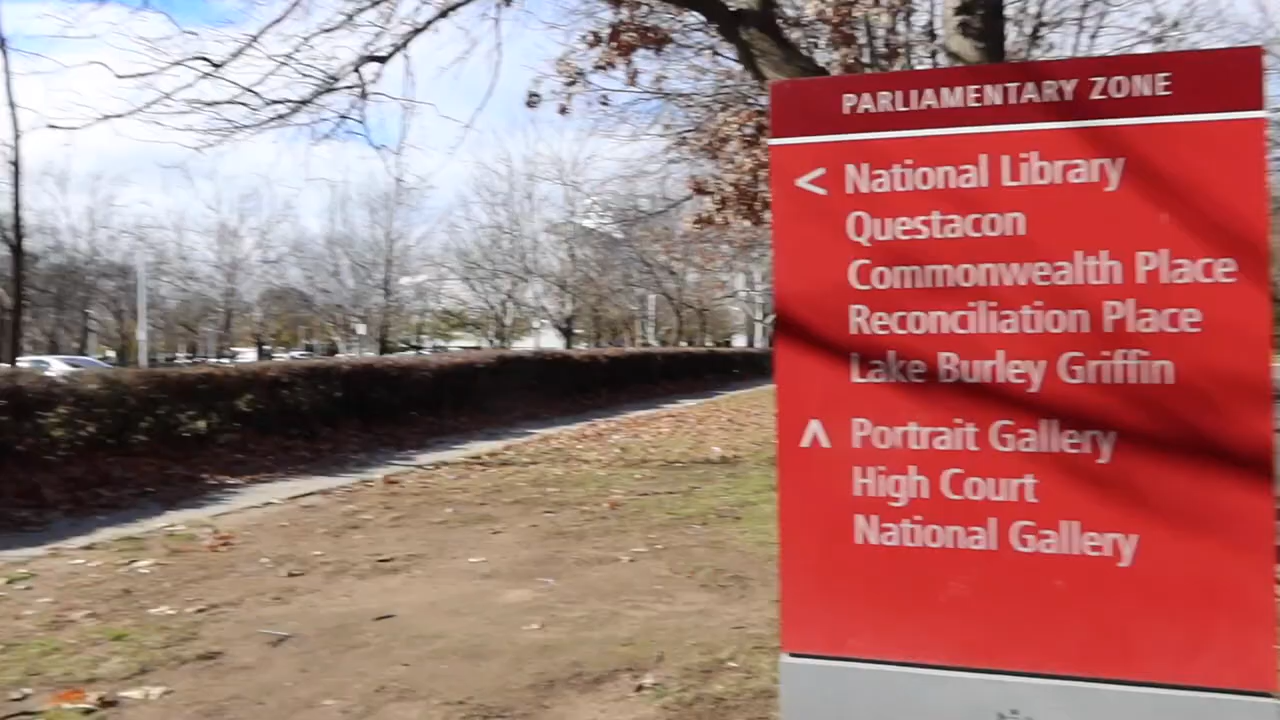 PARLIAMENTARY ZONE
< National Library
Questacon
Commonwealth Place
Reconciliation Place
Lake Burley Griffin
^ Portrait Gallery
High Court
National Gallery